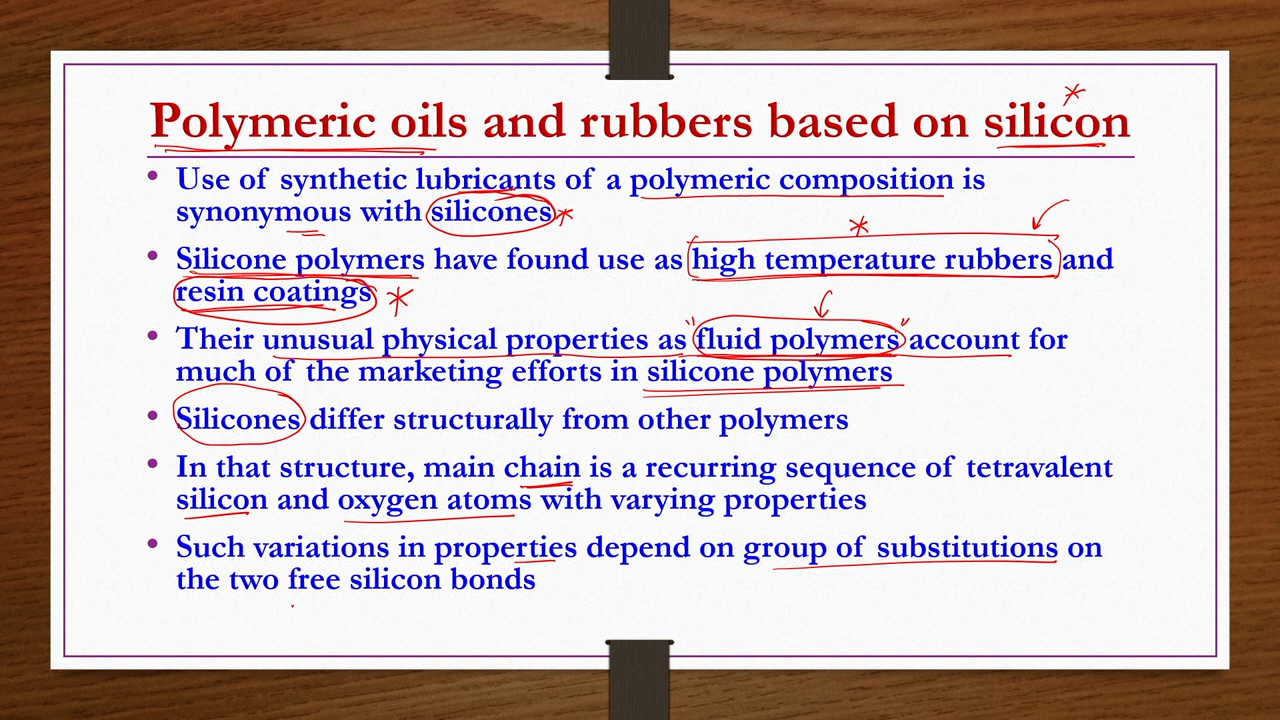 Polymeric oils and rubbers based on silicon
• Use of synthetic lubricants of a polymeric composition is
synonymous with silicones
• Silicone polymers have found use as high temperature rubbers and
resin coatings
• Their unusual physical properties as "fluid polymers" account for
much of the marketing efforts in silicone polymers
• Silicones differ structurally from other polymers
• In that structure, main chain is a recurring sequence of tetravalent
silicon and oxygen atoms with varying properties
• Such variations in properties depend on group of substitutions on
the two free silicon bonds